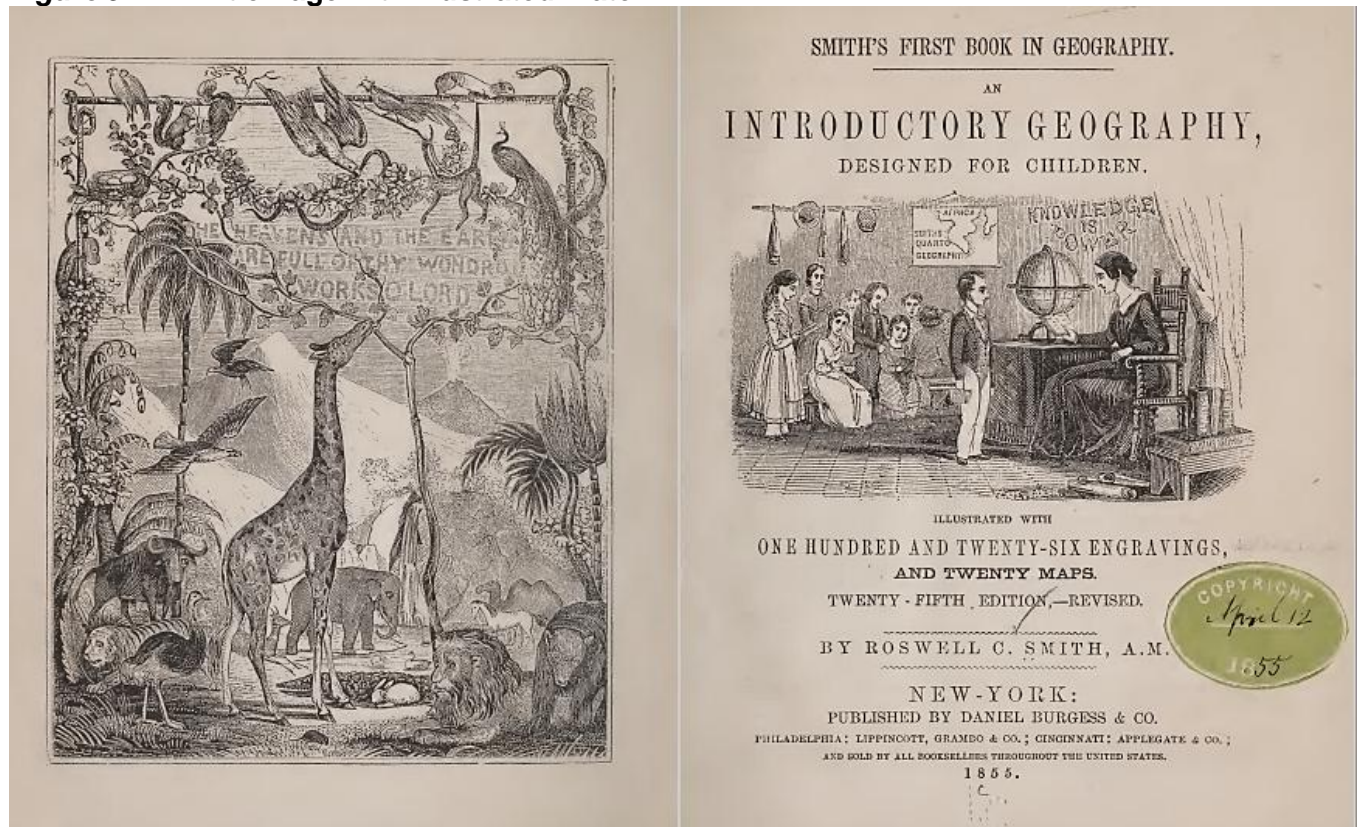 THE HEAVENS AND THE EARTH
ARE FULL OF THY WONDROUS
WORKS O LORD
SMITH'S FIRST BOOK IN GEOGRAPHY.
AN
INTRODUCTORY GEOGRAPHY,
DESIGNED FOR CHILDREN.
AFRICA
SMITHS
QUARTO
GEOGRAPHY
KNOWLEDGE
IS
POWER
ILLUSTRATED WITH
ONE HUNDRED AND TWENTY-SIX ENGRAVINGS,
AND TWENTY MAPS.
TWENTY-FIFTH EDITION,—REVISED.
BY ROSWELL C. SMITH, A.M.
COPYRIGHT
April 12
1855
NEW-YORK:
PUBLISHED BY DANIEL BURGESS & CO.
PHILADELPHIA: LIPPINCOTT, GRAMBO & CO.; CINCINNATI: APPLEGATE & CO.;
AND SOLD BY ALL BOOKSELLERS THROUGHOUT THE UNITED STATES.
1855.